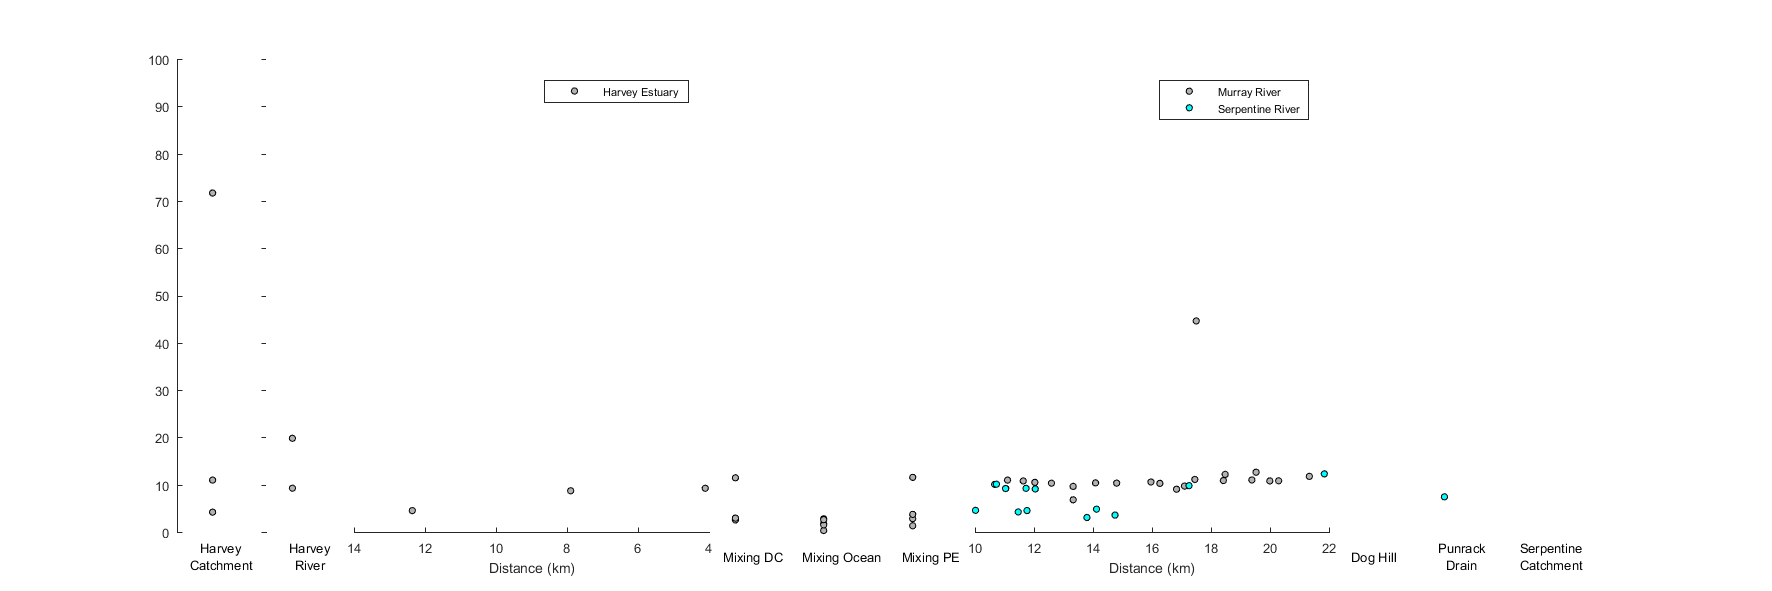 100
90
80
70
60
50
40
30
20
10
0
Harvey Estuary
Murray River
Serpentine River
Harvey
Catchment
Harvey
River
14 12 10 8 6 4
Distance (km)
Mixing DC
Mixing Ocean
Mixing PE
10 12 14 16 18 20 22
Distance (km)
Dog Hill
Punrack
Drain
Serpentine
Catchment